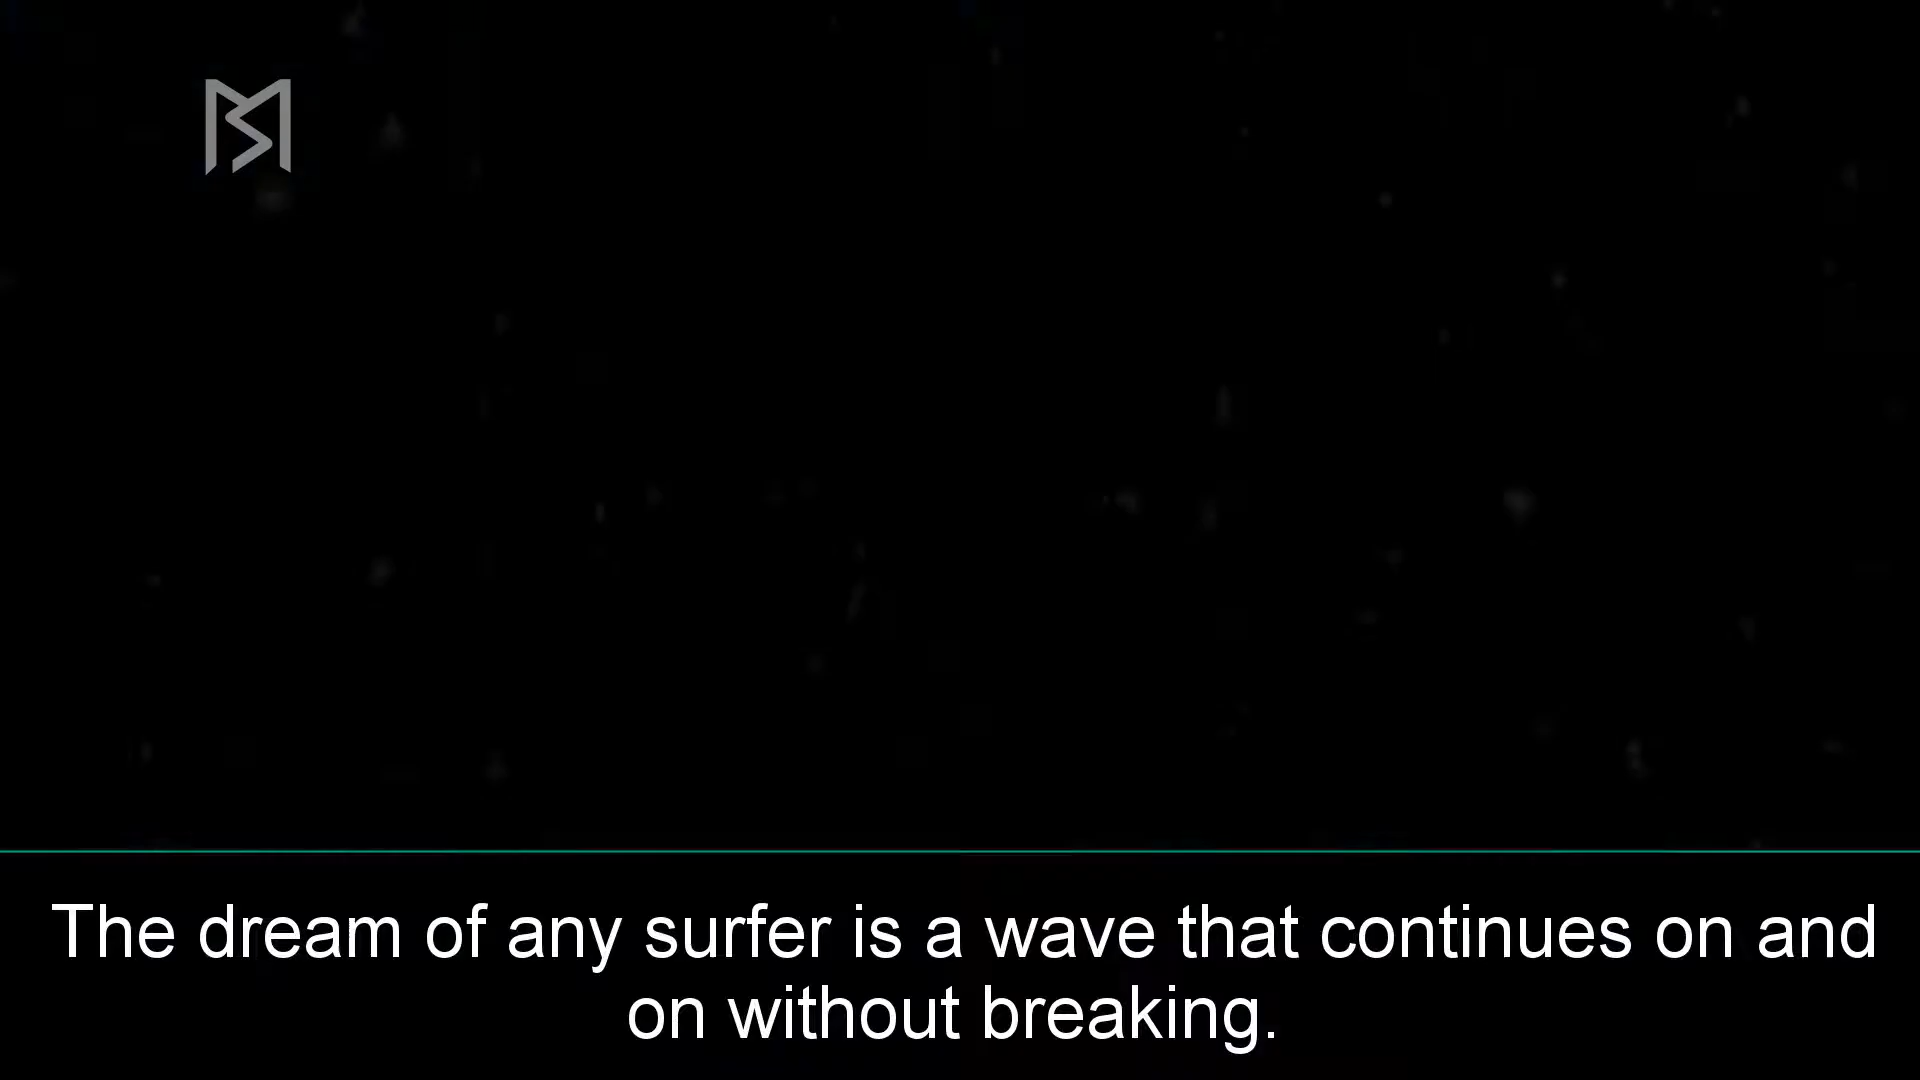 The dream of any surfer is a wave that continues on and
on without breaking.